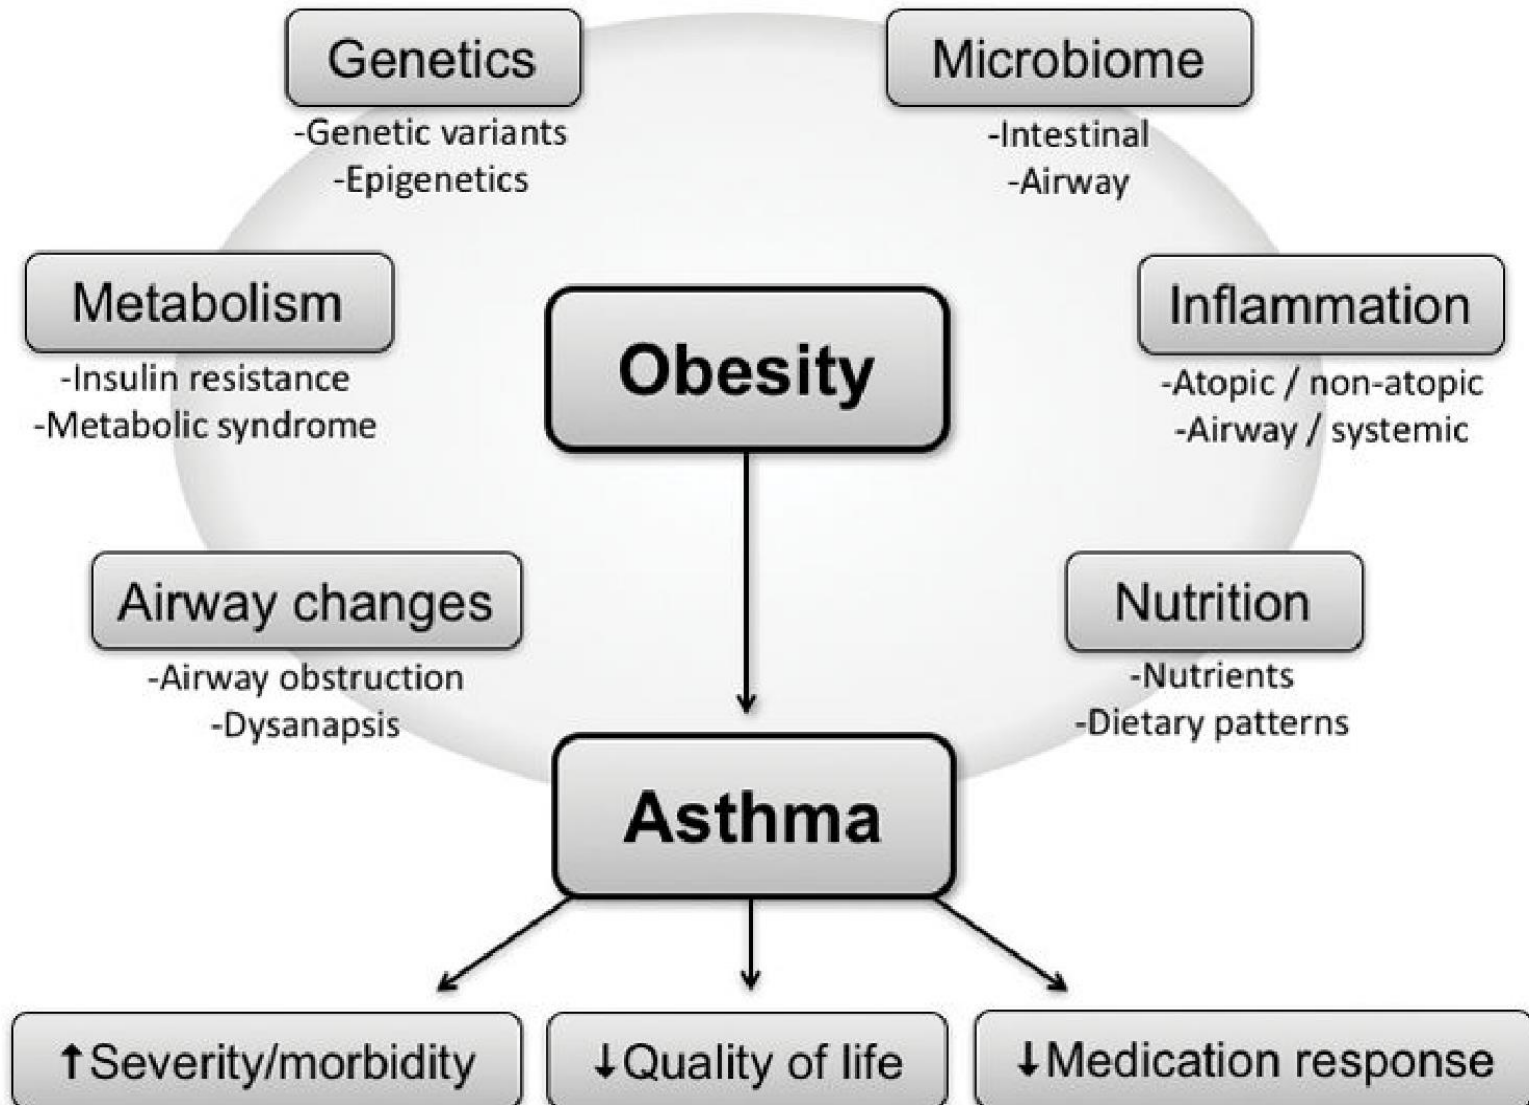 Genetics
-Genetic variants
-Epigenetics
Microbiome
-Intestinal
-Airway
Metabolism
-Insulin resistance
-Metabolic syndrome
Obesity
Inflammation
-Atopic / non-atopic
-Airway / systemic
Airway changes
-Airway obstruction
-Dysanapsis
Nutrition
-Nutrients
-Dietary patterns
Asthma
↑Severity/morbidity
↓Quality of life
↓Medication response